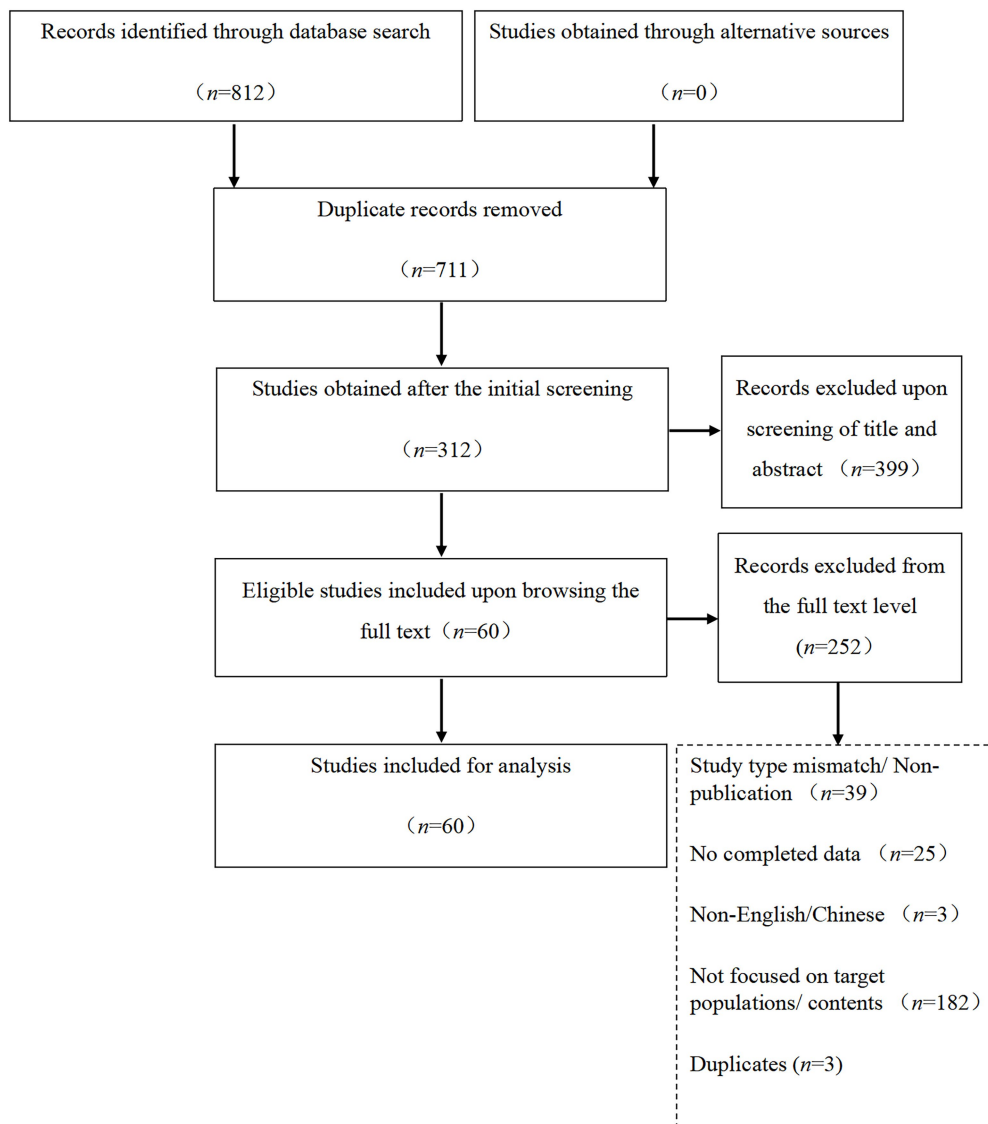 Records identified through database search
（n=812）
Studies obtained through alternative sources
（n=0）
Duplicate records removed
（n=711）
Studies obtained after the initial screening
（n=312）
Records excluded upon
screening of title and
abstract （n=399）
Eligible studies included upon browsing the
full text（n=60）
Records excluded from
the full text level
(n=252）
Studies included for analysis
（n=60）
Study type mismatch/ Non-
publication （n=39）
No completed data （n=25）
Non-English/Chinese （n=3）
Not focused on target
populations/ contents （n=182）
Duplicates (n=3)